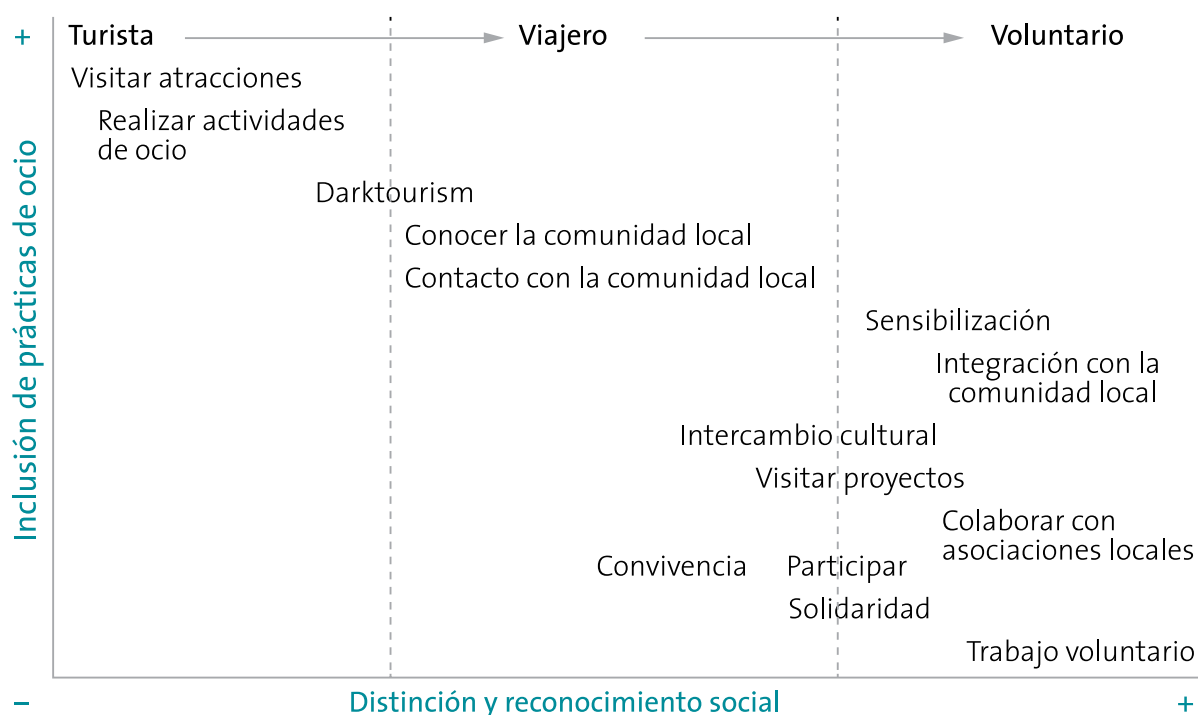 +
Turista
Viajero
Voluntario
Visitar atracciones
Realizar actividades
de ocio
Darktourism
Conocer la comunidad local
Contacto con la comunidad local
Sensibilización
Integración con la
comunidad local
Intercambio cultural
Visitar proyectos
Colaborar con
asociaciones locales
Convivencia
Participar
Solidaridad
Trabajo voluntario
Inclusión de prácticas de ocio
–
Distinción y reconocimiento social
+